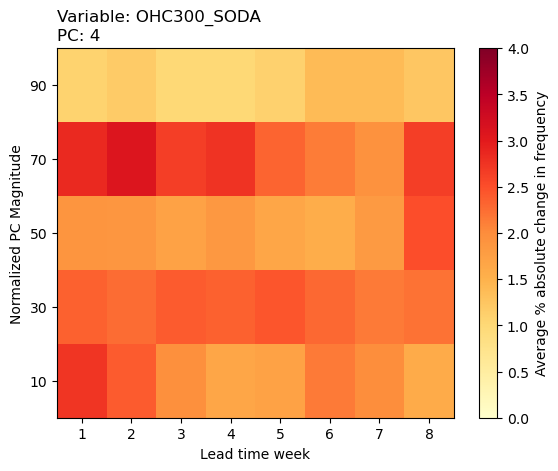 Variable: OHC300_SODA
PC: 4
90
70
50
30
10
Normalized PC Magnitude
1 2 3 4 5 6 7 8
Lead time week
4.0
3.5
3.0
2.5
2.0
1.5
1.0
0.5
0.0
Average % absolute change in frequency